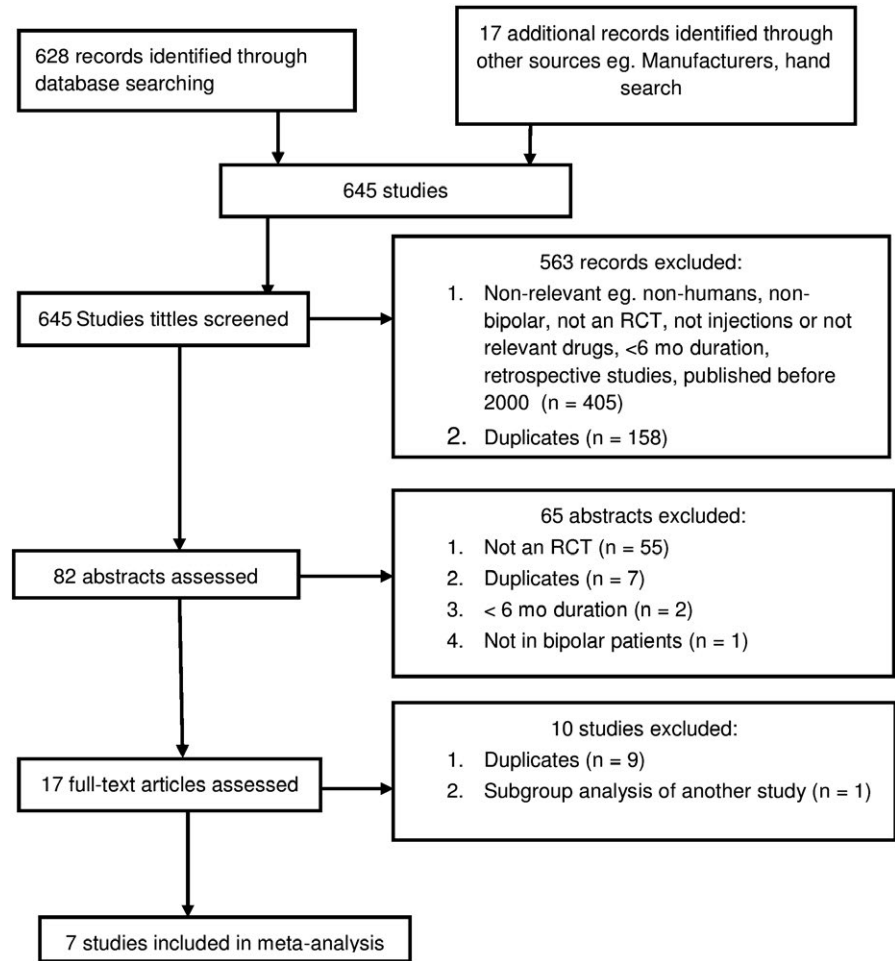 628 records identified through
database searching
17 additional records identified through
other sources eg. Manufacturers, hand
search
645 studies
645 Studies tittles screened
563 records excluded:
1. Non-relevant eg. non-humans, non-
bipolar, not an RCT, not injections or not
relevant drugs, <6 mo duration,
retrospective studies, published before
2000 (n = 405)
2. Duplicates (n = 158)
82 abstracts assessed
65 abstracts excluded:
1. Not an RCT (n = 55)
2. Duplicates (n = 7)
3. < 6 mo duration (n = 2)
4. Not in bipolar patients (n = 1)
17 full-text articles assessed
10 studies excluded:
1. Duplicates (n = 9)
2. Subgroup analysis of another study (n = 1)
7 studies included in meta-analysis